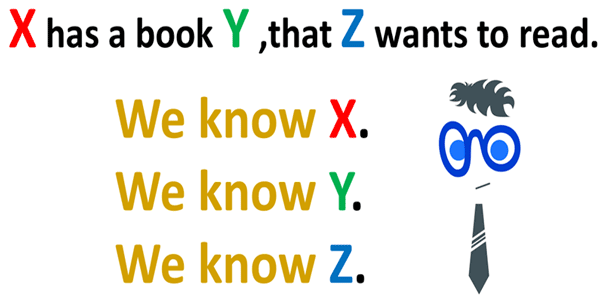 X has a book Y ,that Z wants to read.
We know X.
We know Y.
We know Z.